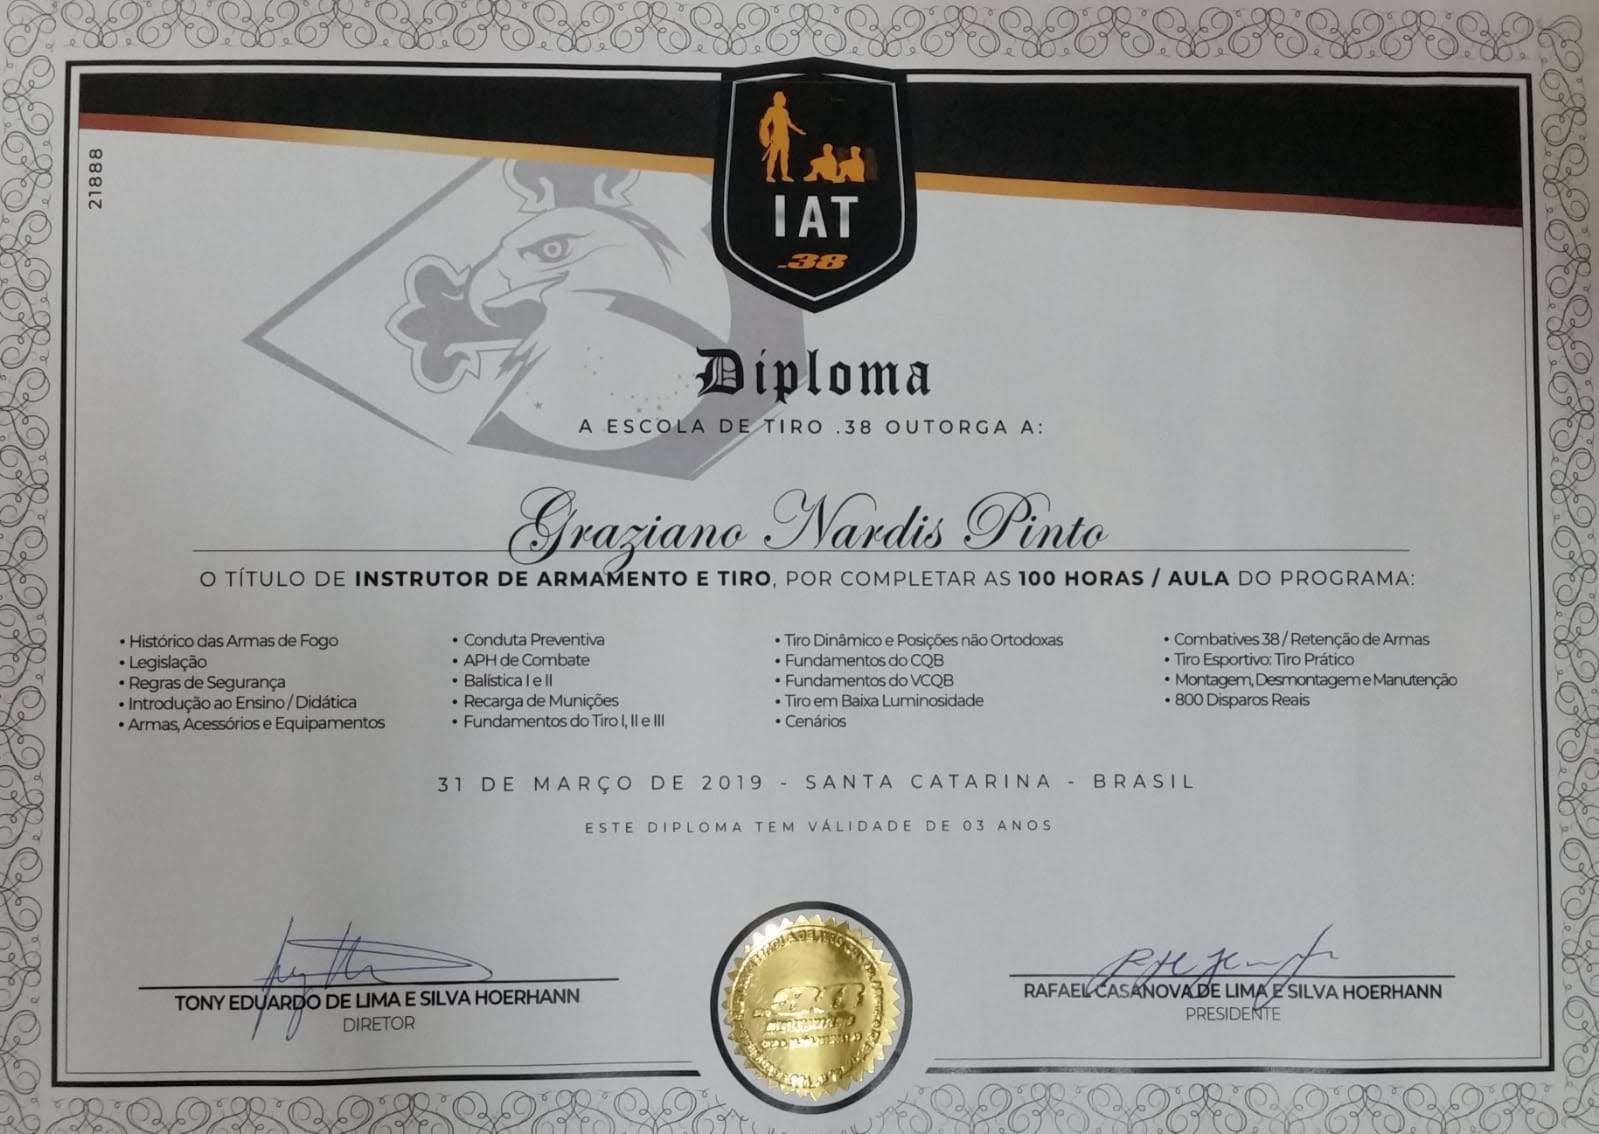 21888
IAT
.38
Diploma
A ESCOLA DE TIRO .38 OUTORGA A:
Graziano Nardis Pinto
O TÍTULO DE INSTRUTOR DE ARMAMENTO E TIRO, POR COMPLETAR AS 100 HORAS / AULA DO PROGRAMA:
• Histórico das Armas de Fogo
• Legislação
• Regras de Segurança
• Introdução ao Ensino / Didática
• Armas, Acessórios e Equipamentos
• Conduta Preventiva
• APH de Combate
• Balística I e II
• Recarga de Munições
• Fundamentos do Tiro I, II e III
• Tiro Dinâmico e Posições não Ortodoxas
• Fundamentos do CQB
• Fundamentos do VCQB
• Tiro em Baixa Luminosidade
• Cenários
• Combatives 38 / Retenção de Armas
• Tiro Esportivo: Tiro Prático
• Montagem, Desmontagem e Manutenção
• 800 Disparos Reais
31 DE MARÇO DE 2019 - SANTA CATARINA - BRASIL
ESTE DIPLOMA TEM VÁLIDADE DE 03 ANOS
TONY EDUARDO DE LIMA E SILVA HOERHANN
DIRETOR
RAFAEL CASANOVA DE LIMA E SILVA HOERHANN
PRESIDENTE